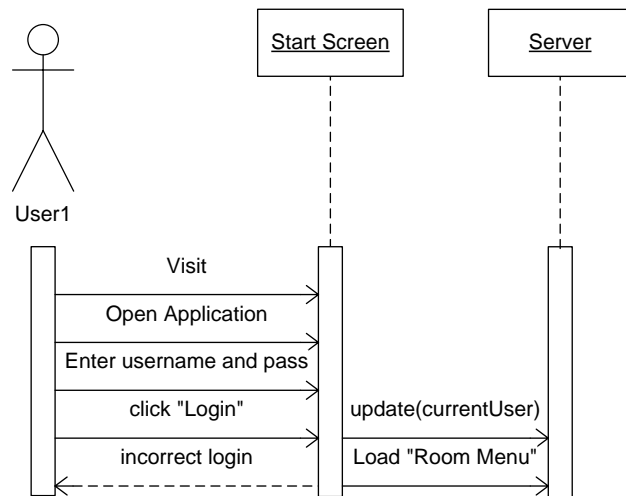 Start Screen
Server
User1
Visit
Open Application
Enter username and pass
click "Login"
update(currentUser)
incorrect login
Load "Room Menu"